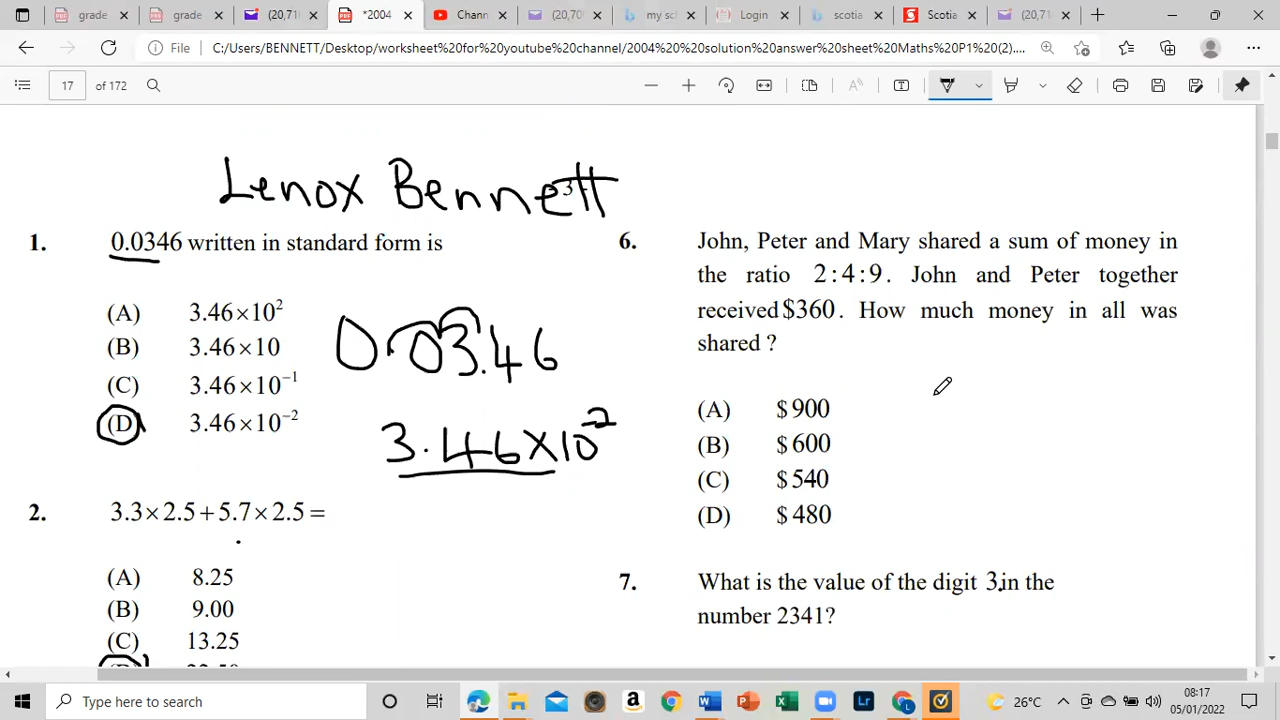 grade
grade
(20,716
*2004
Chann
(20,70
my scl
Login
scotia
Scotia
(20,71
File
C:/Users/BENNETT/Desktop/worksheet%20for%20youtube%20channel/2004%20%20solution%20answer%20sheet%20Maths%20P1%20(2)....
17 of 172
Lenox Bennett
1. 0.0346 written in standard form is
(A) 3.46×10²
(B) 3.46×10
(C) 3.46×10⁻¹
(D) 3.46×10⁻²
0.03.46
3.46×10⁻²
2. 3.3×2.5+5.7×2.5=
(A) 8.25
(B) 9.00
(C) 13.25
6. John, Peter and Mary shared a sum of money in
the ratio 2:4:9. John and Peter together
received $360. How much money in all was
shared ?
(A) $900
(B) $600
(C) $540
(D) $480
7. What is the value of the digit 3 in the
number 2341?
Type here to search
26°C
08:17
05/01/2022